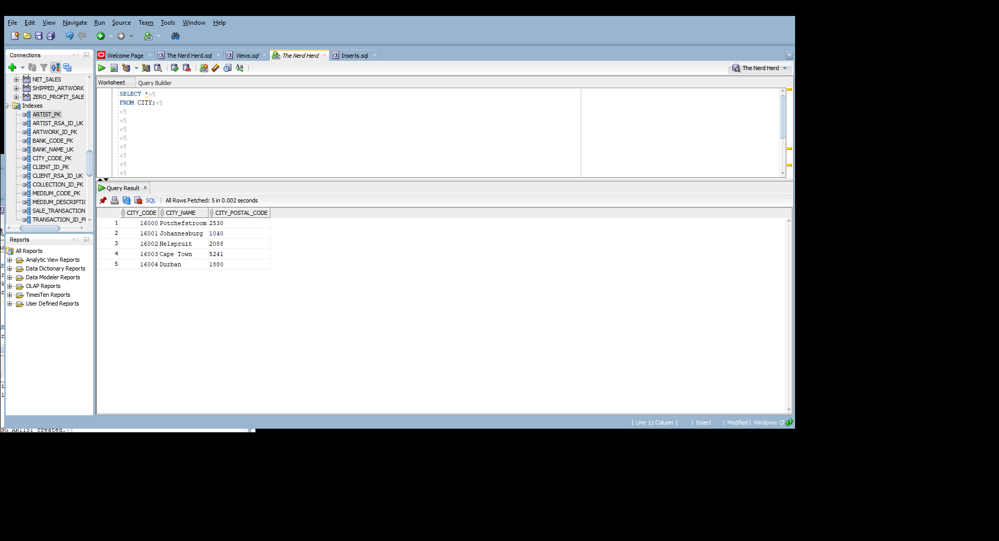 File Edit View Navigate Run Source Team Tools Window Help
Connections
Welcome Page
The Nerd Herd.sql
Views.sql
The Nerd Herd
Inserts.sql
The Nerd Herd
Worksheet Query Builder
NET_SALES
SHIPPED_ARTWORK
ZERO_PROFIT_SALE
Indexes
ARTIST_PK
ARTIST_RSA_ID_UK
ARTWORK_ID_PK
BANK_CODE_PK
BANK_NAME_UK
CITY_CODE_PK
CLIENT_ID_PK
CLIENT_RSA_ID_UK
COLLECTION_ID_PK
MEDIUM_CODE_PK
MEDIUM_DESCRIPTI
SALE_TRANSACTION
TRANSACTION_ID_P
SELECT *«¶
FROM CITY;«¶
«¶
«¶
«¶
«¶
«¶
«¶
«¶
«¶
Query Result x
SQL | All Rows Fetched: 5 in 0.002 seconds
CITY_CODE CITY_NAME CITY_POSTAL_CODE
1 16000 Potchefstroom 2530
2 16001 Johannesburg 1040
3 16002 Nelspruit 2088
4 16003 Cape Town 5241
5 16004 Durban 1880
Reports
All Reports
Analytic View Reports
Data Dictionary Reports
Data Modeler Reports
OLAP Reports
TimesTen Reports
User Defined Reports
| Line 11 Column 1 | Insert | Modified | Windows: C
NG ARTIST created.«¶